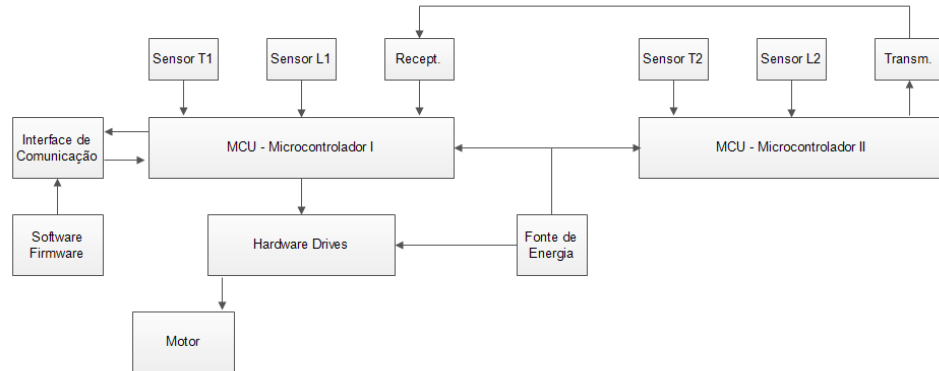 Sensor T1
Sensor L1
Recept.
Sensor T2
Sensor L2
Transm.
Interface de
Comunicação
MCU - Microcontrolador I
MCU - Microcontrolador II
Software
Firmware
Hardware Drives
Fonte de
Energia
Motor